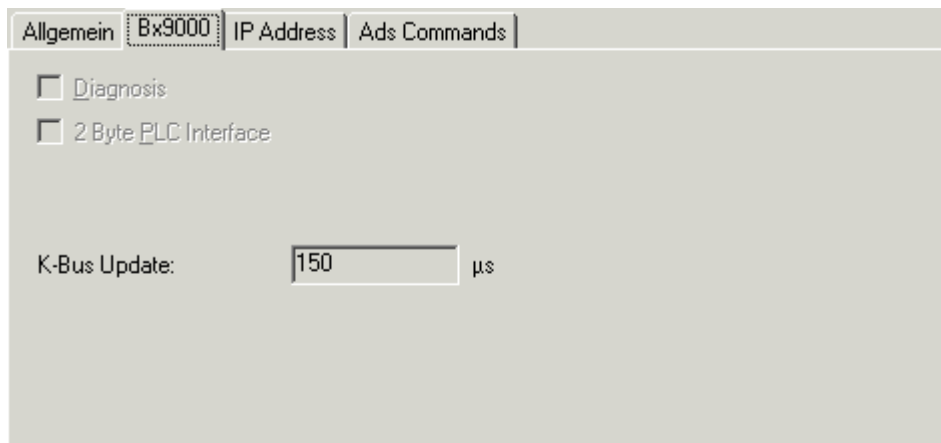 Allgemein Bx9000 IP Address Ads Commands
Diagnosis
2 Byte PLC Interface
K-Bus Update: 150 µs